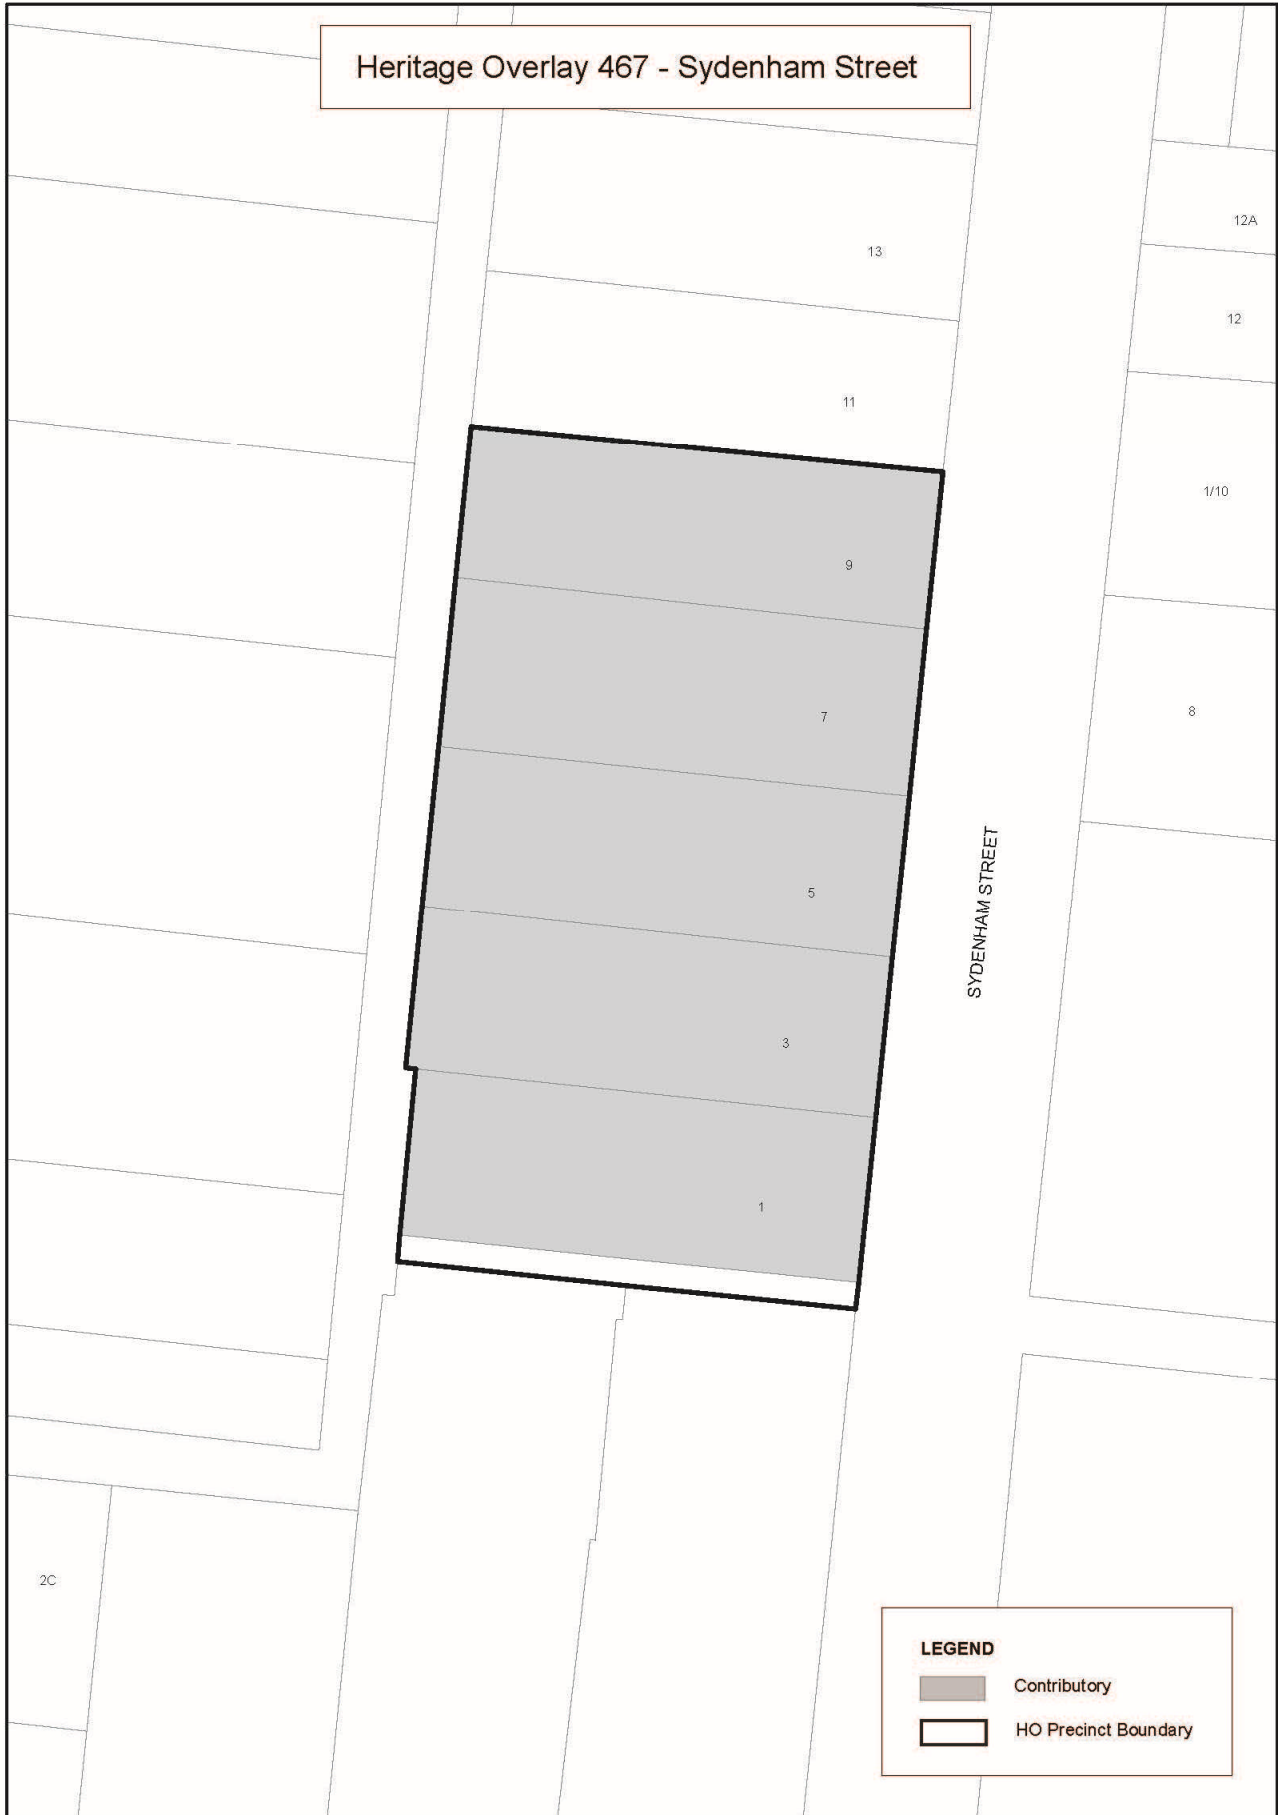 Heritage Overlay 467 - Sydenham Street
12A
13
12
11
1/10
9
8
7
SYDENHAM STREET
5
3
1
2C
LEGEND
Contributory
HO Precinct Boundary